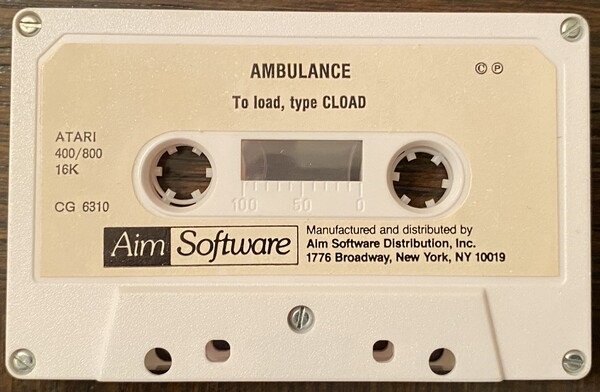 AMBULANCE
© ℗
To load, type CLOAD
ATARI
400/800
16K
CG 6310
100 50 0
Aim Software
Manufactured and distributed by
Aim Software Distribution, Inc.
1776 Broadway, New York, NY 10019